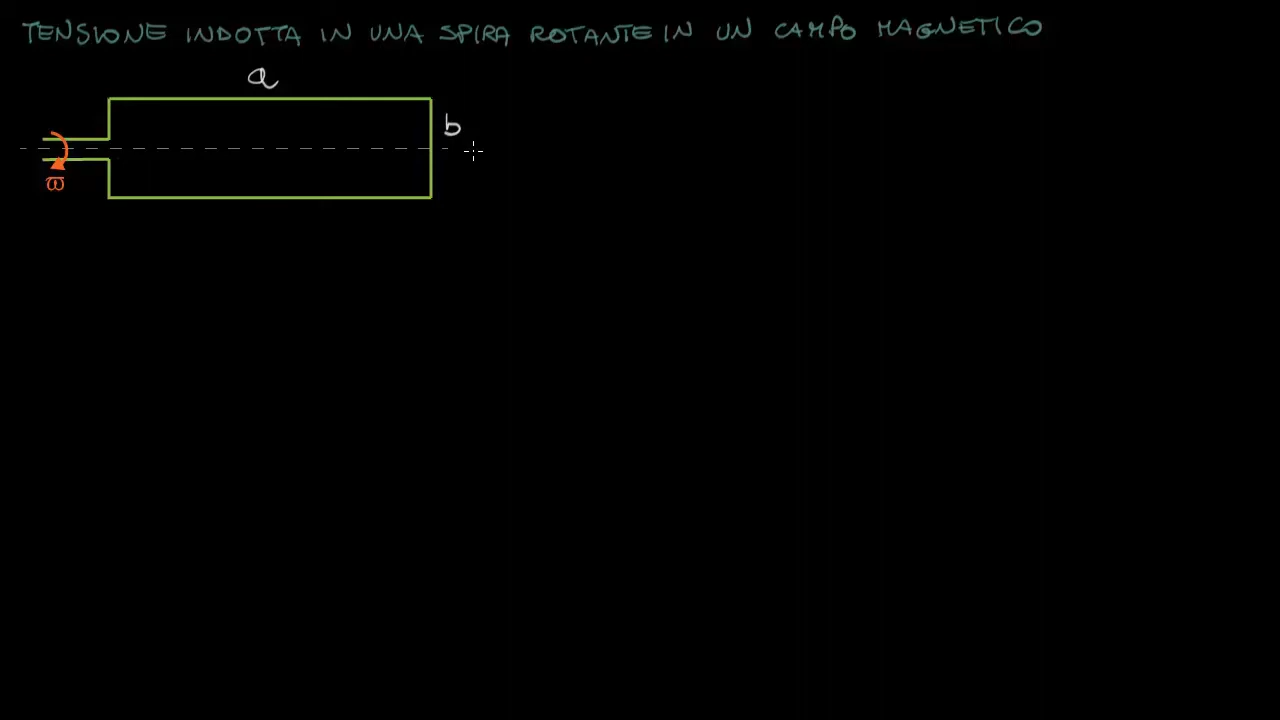 TENSIONE INDOTTA IN UNA SPIRA ROTANTE IN UN CAMPO MAGNETICO
a
b
ϖ